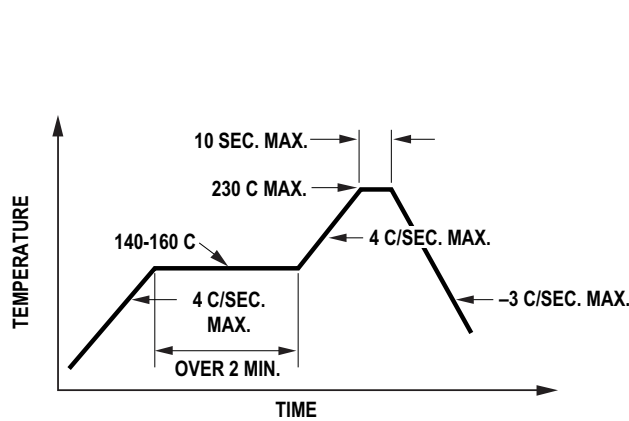 10 SEC. MAX.
230 C MAX.
4 C/SEC. MAX.
140-160 C
–3 C/SEC. MAX.
4 C/SEC.
MAX.
OVER 2 MIN.
TEMPERATURE
TIME